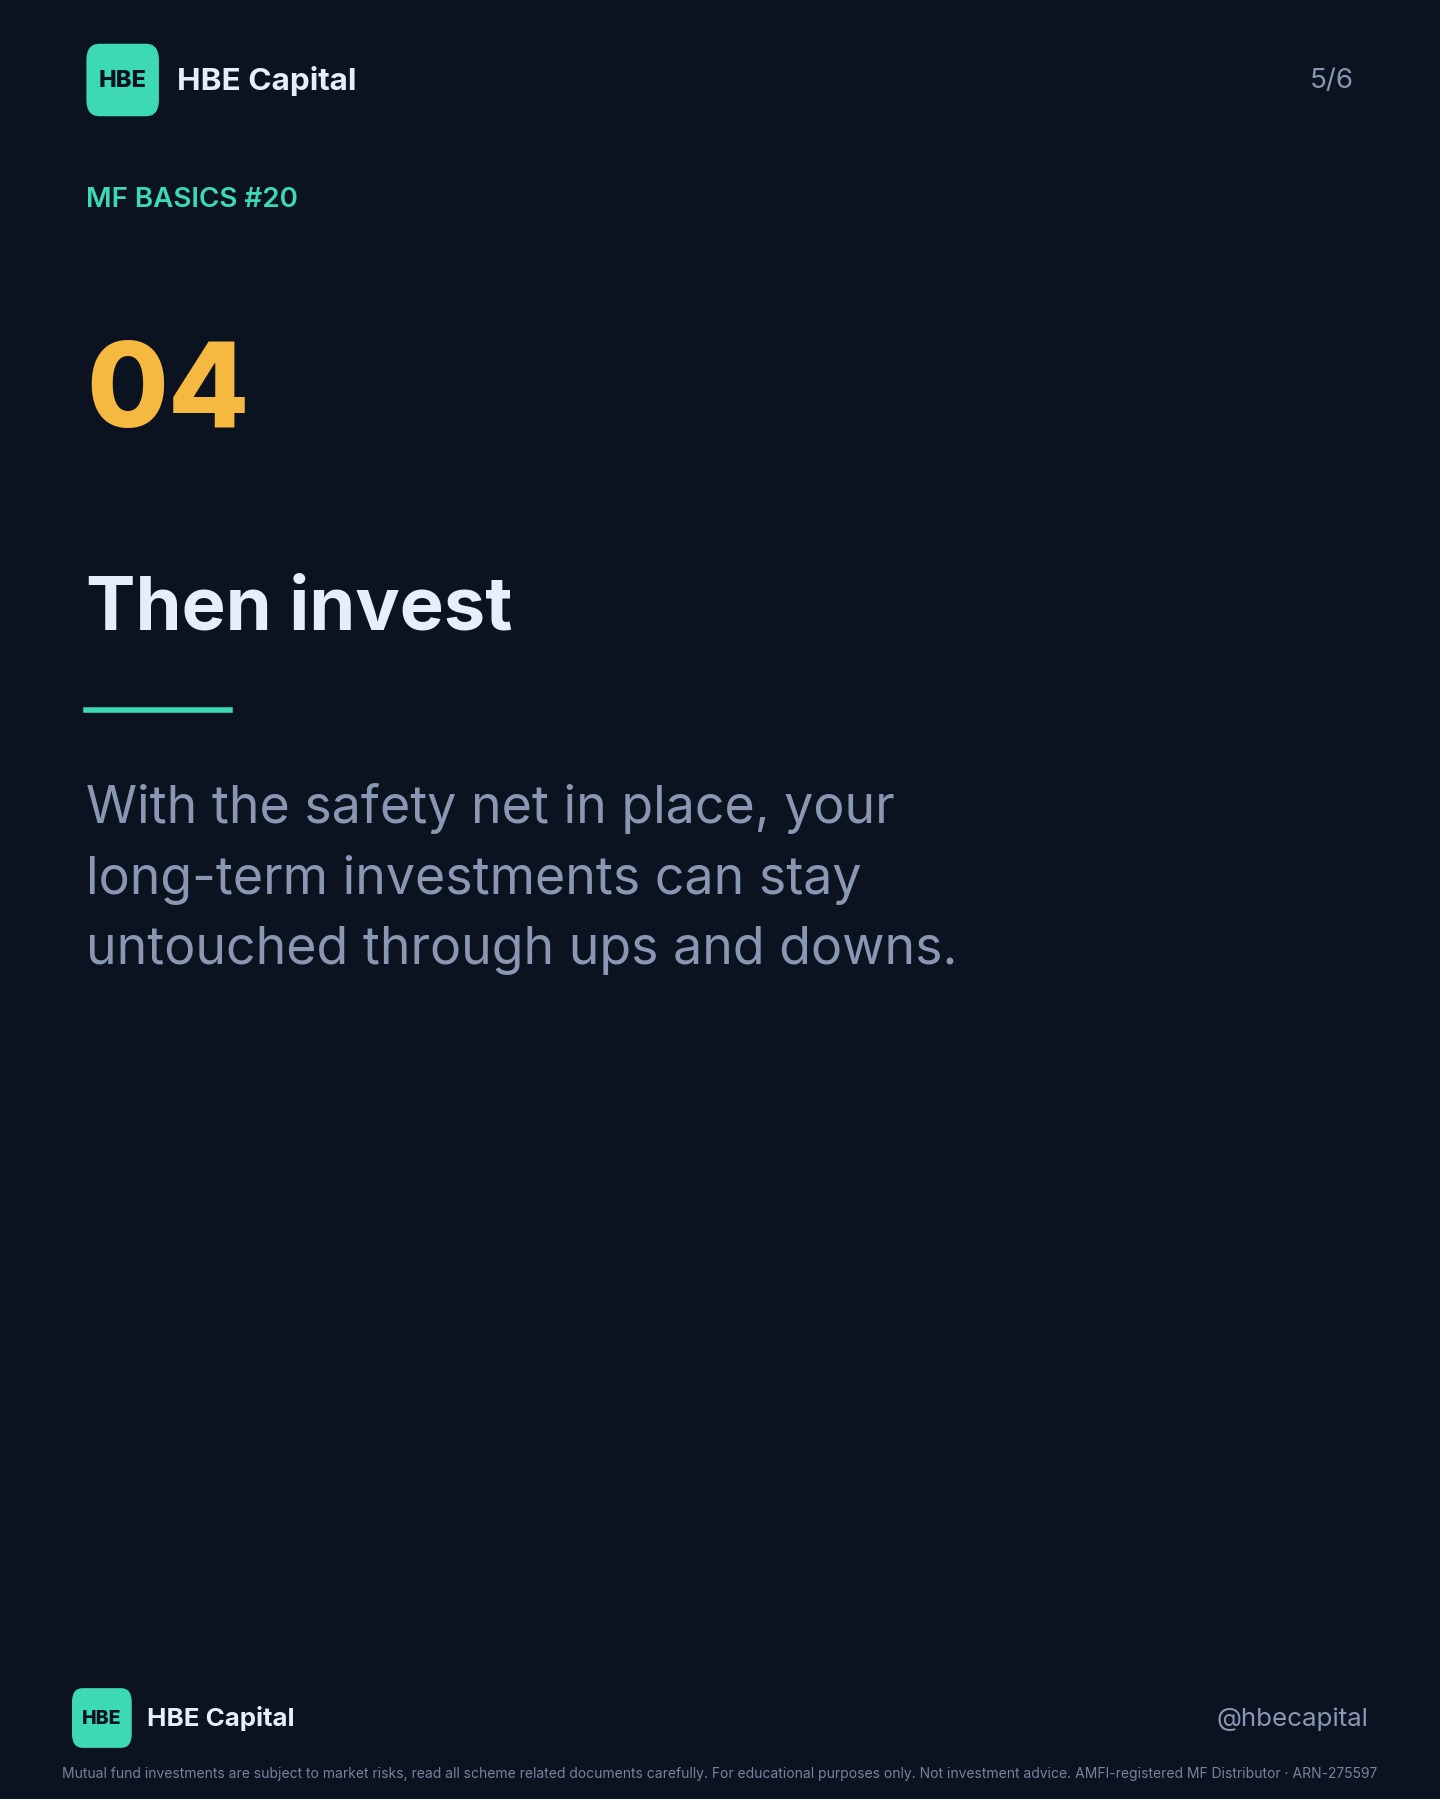 HBE
HBE Capital
5/6
MF BASICS #20
04
Then invest
With the safety net in place, your
long-term investments can stay
untouched through ups and downs.
HBE
HBE Capital
@hbecapital
Mutual fund investments are subject to market risks, read all scheme related documents carefully. For educational purposes only. Not investment advice. AMFI-registered MF Distributor · ARN-275597